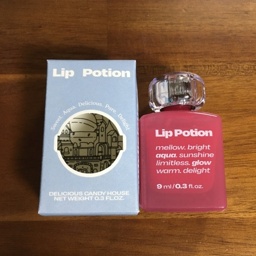 Lip Potion
DELICIOUS CANDY HOUSE
NET WEIGHT 0.3 FL.OZ.
Lip Potion
mellow. bright
aqua. sunshine
limitless. glow
warm. delight
9 ml/0.3 fl.oz.